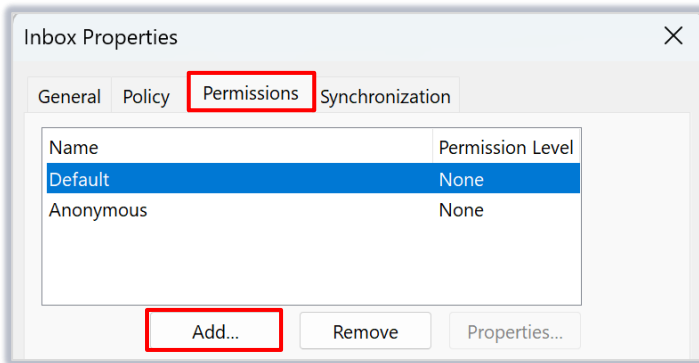 Inbox Properties
General Policy Permissions Synchronization
Name Permission Level
Default None
Anonymous None
Add... Remove Properties...